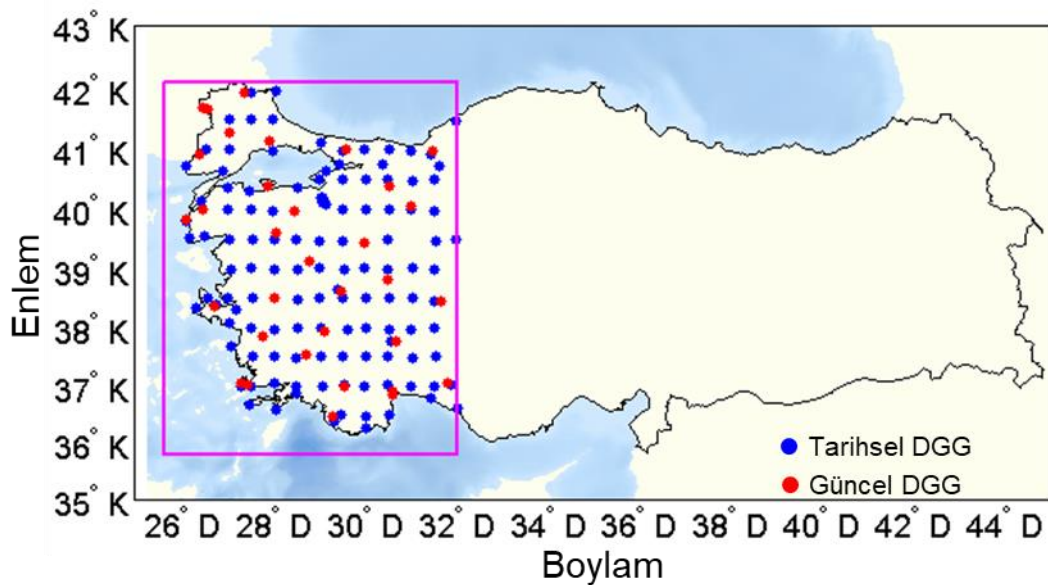 43° K
42° K
41° K
40° K
39° K
38° K
37° K
36° K
35° K
Enlem
Tarihsel DGG
Güncel DGG
26° D 28° D 30° D 32° D 34° D 36° D 38° D 40° D 42° D 44° D
Boylam